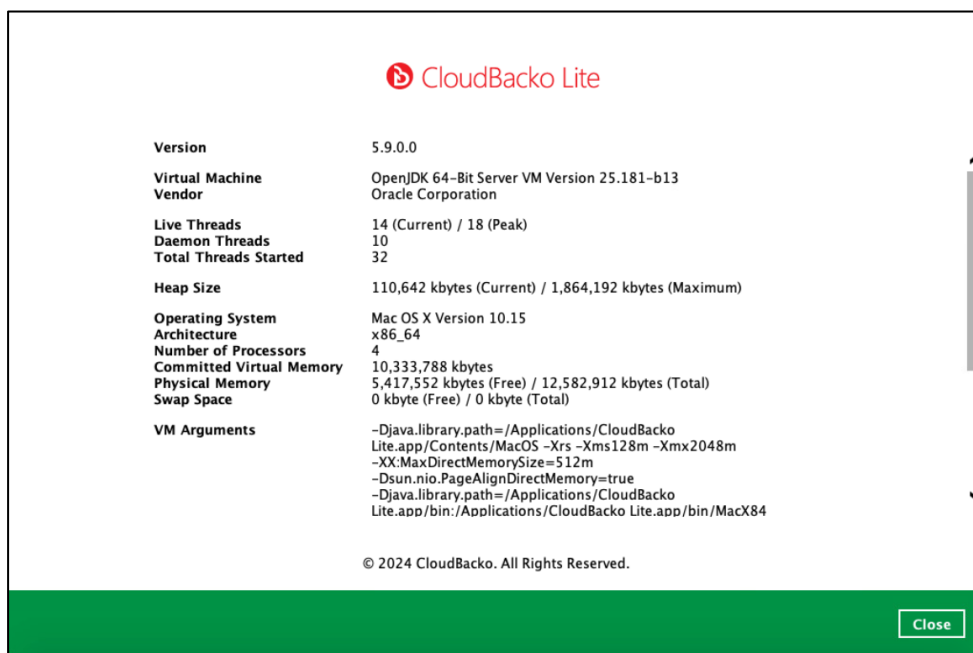 CloudBacko Lite
Version 5.9.0.0
Virtual Machine OpenJDK 64-Bit Server VM Version 25.181-b13
Vendor Oracle Corporation
Live Threads 14 (Current) / 18 (Peak)
Daemon Threads 10
Total Threads Started 32
Heap Size 110,642 kbytes (Current) / 1,864,192 kbytes (Maximum)
Operating System Mac OS X Version 10.15
Architecture x86_64
Number of Processors 4
Committed Virtual Memory 10,333,788 kbytes
Physical Memory 5,417,552 kbytes (Free) / 12,582,912 kbytes (Total)
Swap Space 0 kbyte (Free) / 0 kbyte (Total)
VM Arguments -Djava.library.path=/Applications/CloudBacko
Lite.app/Contents/MacOS -Xrs -Xms128m -Xmx2048m
-XX:MaxDirectMemorySize=512m
-Dsun.nio.PageAlignDirectMemory=true
-Djava.library.path=/Applications/CloudBacko
Lite.app/bin:/Applications/CloudBacko Lite.app/bin/MacX84
© 2024 CloudBacko. All Rights Reserved.
Close